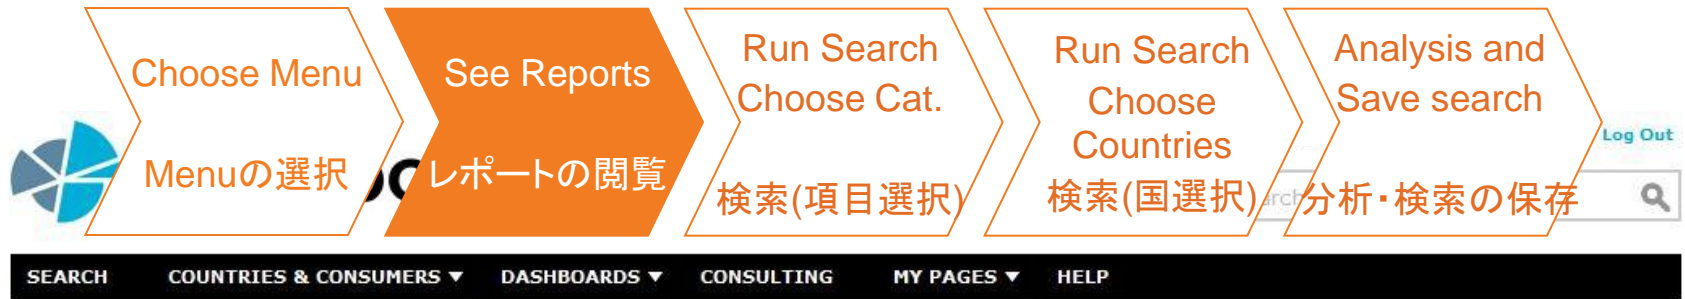 Choose Menu
Menuの選択
See Reports
レポートの閲覧
Run Search
Choose Cat.
検索(項目選択)
Run Search
Choose
Countries
検索(国選択)
Analysis and
Save search
分析・検索の保存
Log Out
SEARCH COUNTRIES & CONSUMERS ▼ DASHBOARDS ▼ CONSULTING MY PAGES ▼ HELP